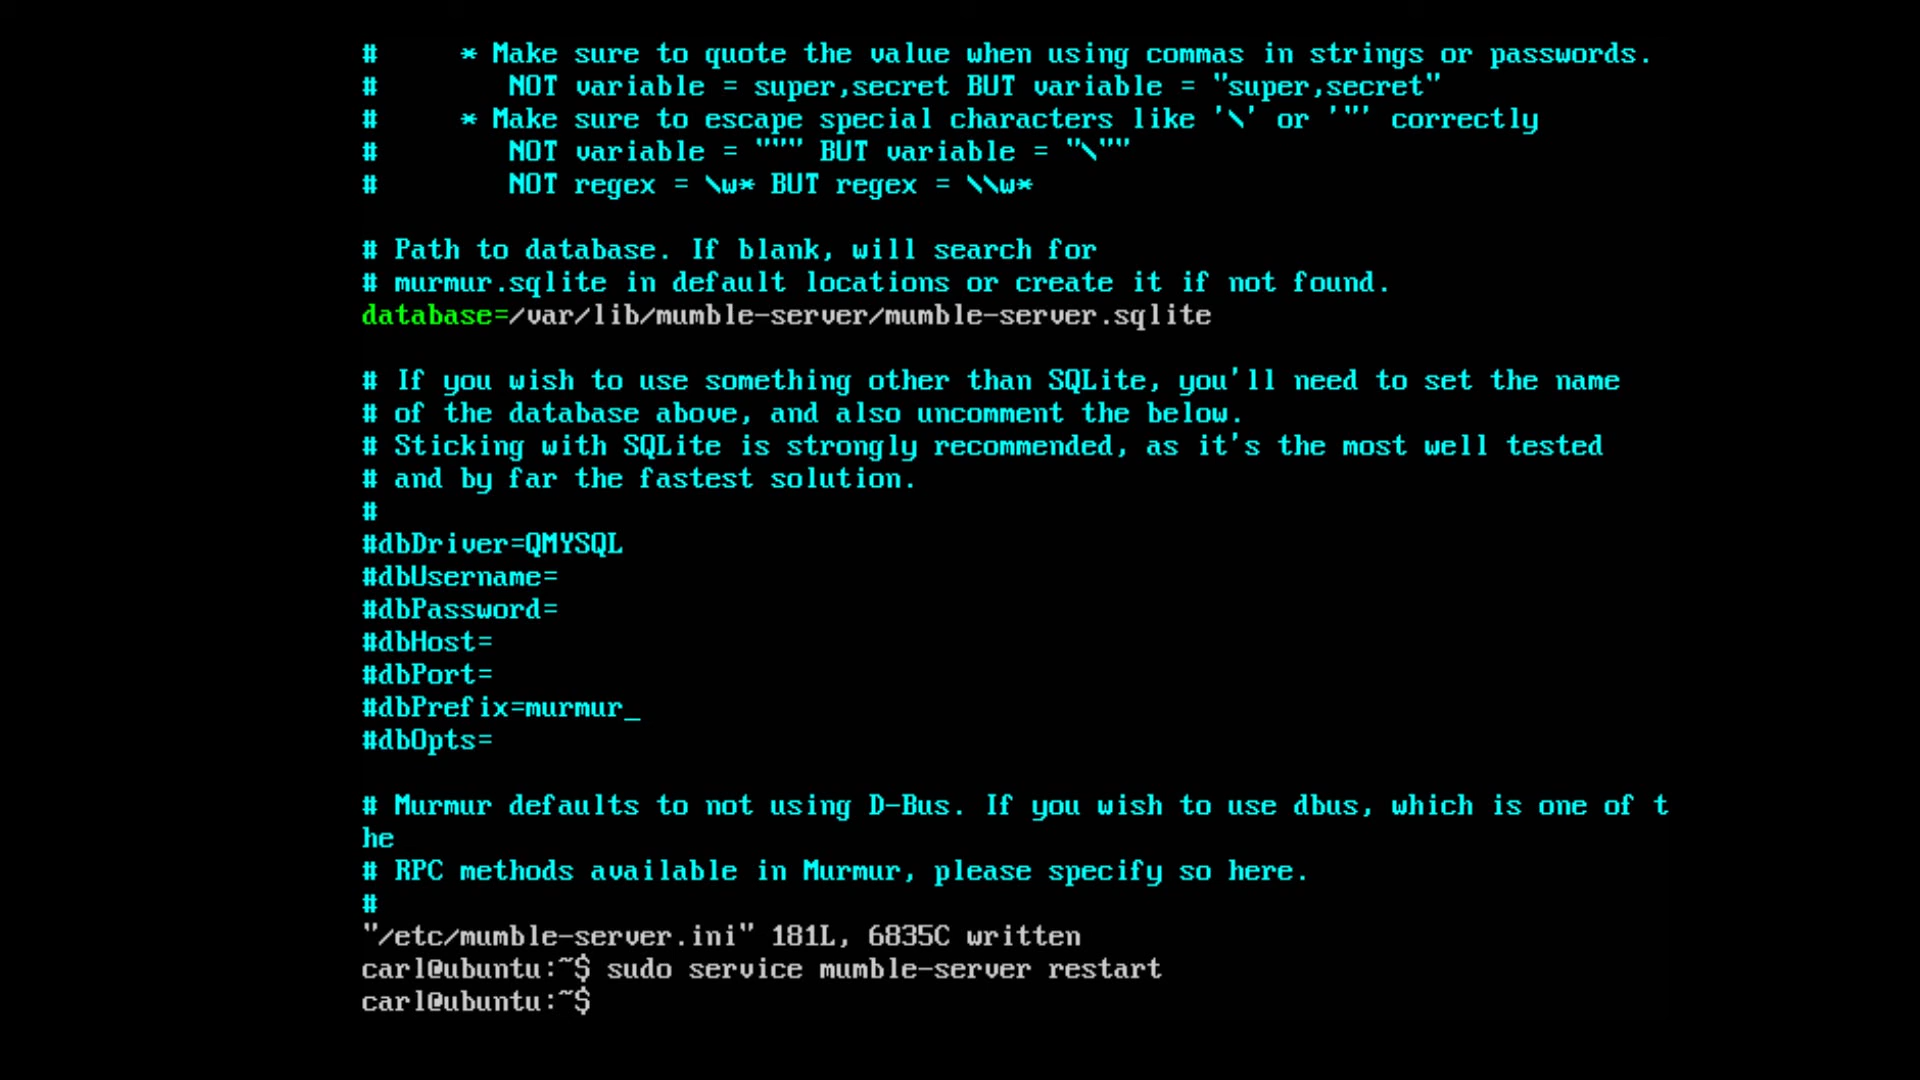 #     * Make sure to quote the value when using commas in strings or passwords.
#        NOT variable = super,secret BUT variable = "super,secret"
#     * Make sure to escape special characters like '\' or '"' correctly
#        NOT variable = """ BUT variable = "\""
#        NOT regex = \w* BUT regex = \\w*
# Path to database. If blank, will search for
# murmur.sqlite in default locations or create it if not found.
database=/var/lib/mumble-server/mumble-server.sqlite
# If you wish to use something other than SQLite, you'll need to set the name
# of the database above, and also uncomment the below.
# Sticking with SQLite is strongly recommended, as it's the most well tested
# and by far the fastest solution.
#
#dbDriver=QMYSQL
#dbUsername=
#dbPassword=
#dbHost=
#dbPort=
#dbPrefix=murmur_
#dbOpts=
# Murmur defaults to not using D-Bus. If you wish to use dbus, which is one of t
he
# RPC methods available in Murmur, please specify so here.
#
"/etc/mumble-server.ini" 181L, 6835C written
carl@ubuntu:~$ sudo service mumble-server restart
carl@ubuntu:~$